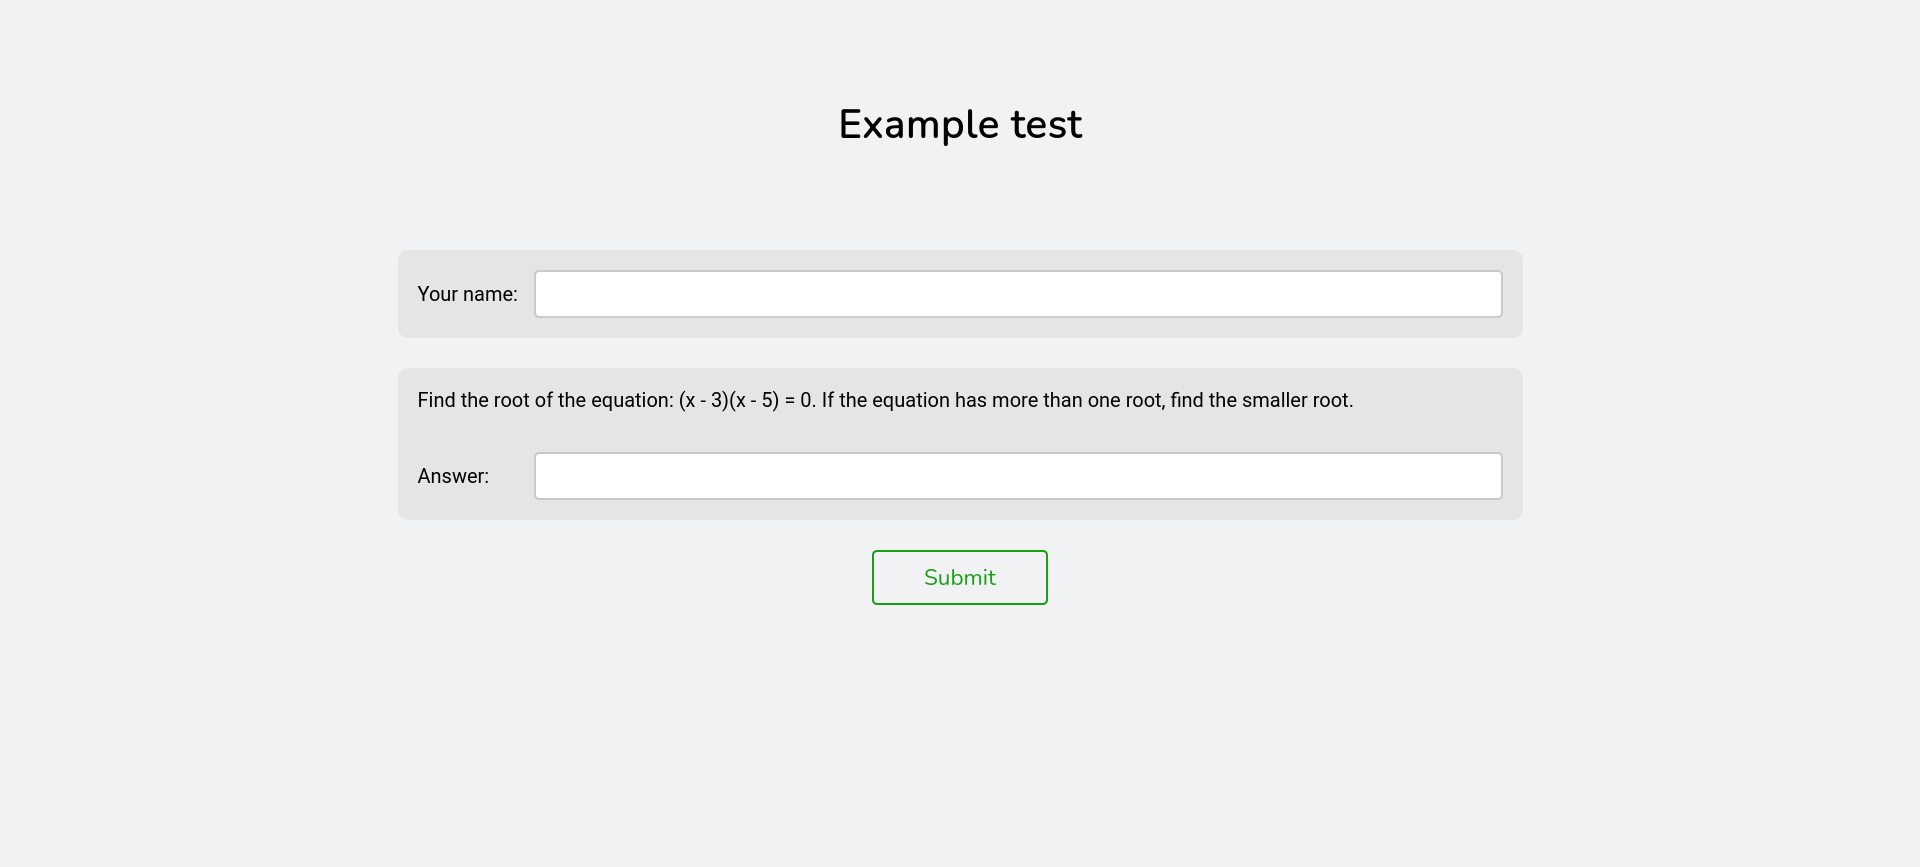 Example test
Your name:
Find the root of the equation: (x - 3)(x - 5) = 0. If the equation has more than one root, find the smaller root.
Answer:
Submit